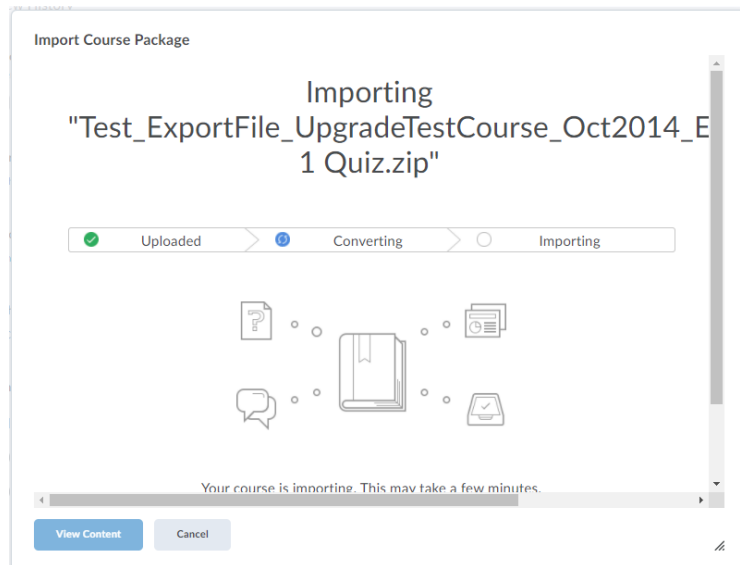 Import Course Package
Importing
"Test_ExportFile_UpgradeTestCourse_Oct2014_E
1 Quiz.zip"
Uploaded
Converting
Importing
Your course is importing. This may take a few minutes.
View Content
Cancel